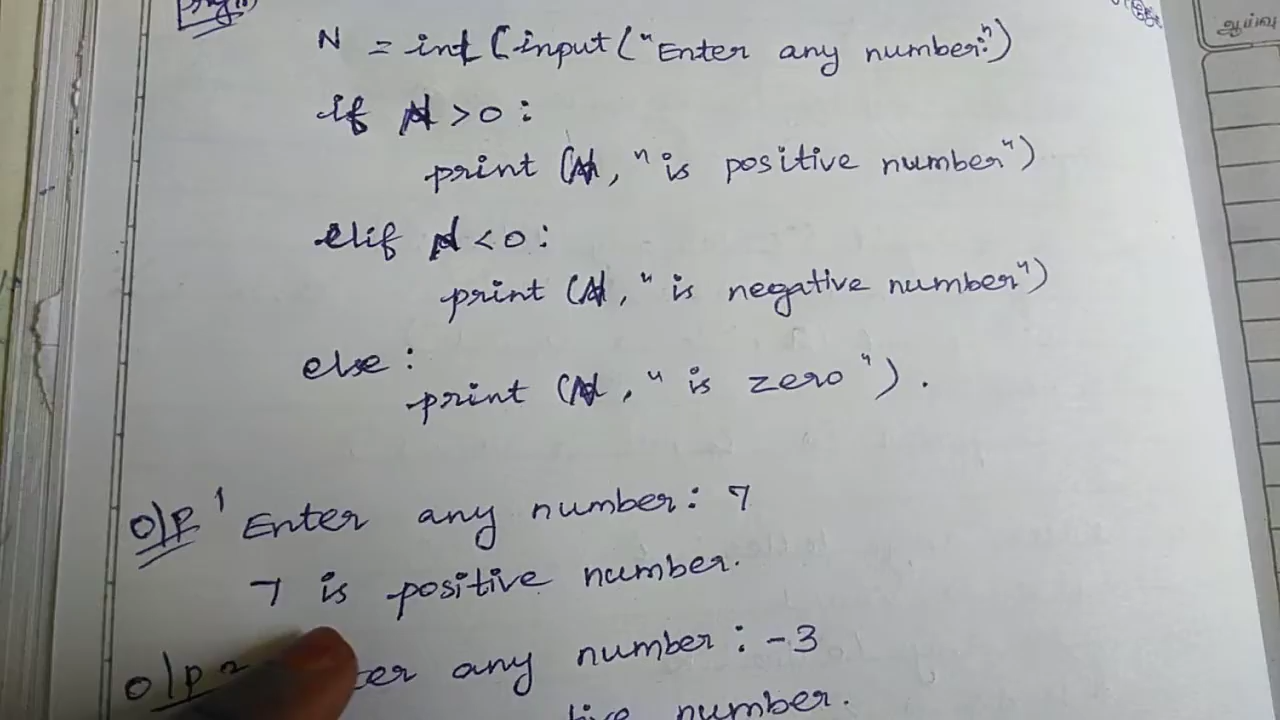 N = int (input ("Enter any number:")
if N > 0 :
print (N, " is positive number")
elif N < 0 :
print (N, " is negative number")
else :
print (N, " is zero ") .
O/P 1 Enter any number : 7
7 is positive number.
O/P 2 any number : -3
number.